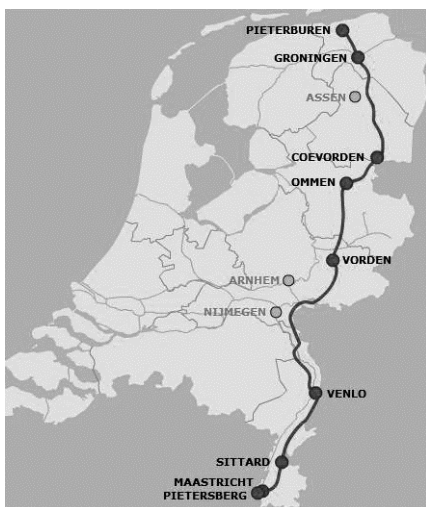 PIETERBUREN
GRONINGEN
ASSEN
COEVORDEN
OMMEN
VORDEN
ARNHEM
NIJMEGEN
VENLO
SITTARD
MAASTRICHT
PIETERSBERG